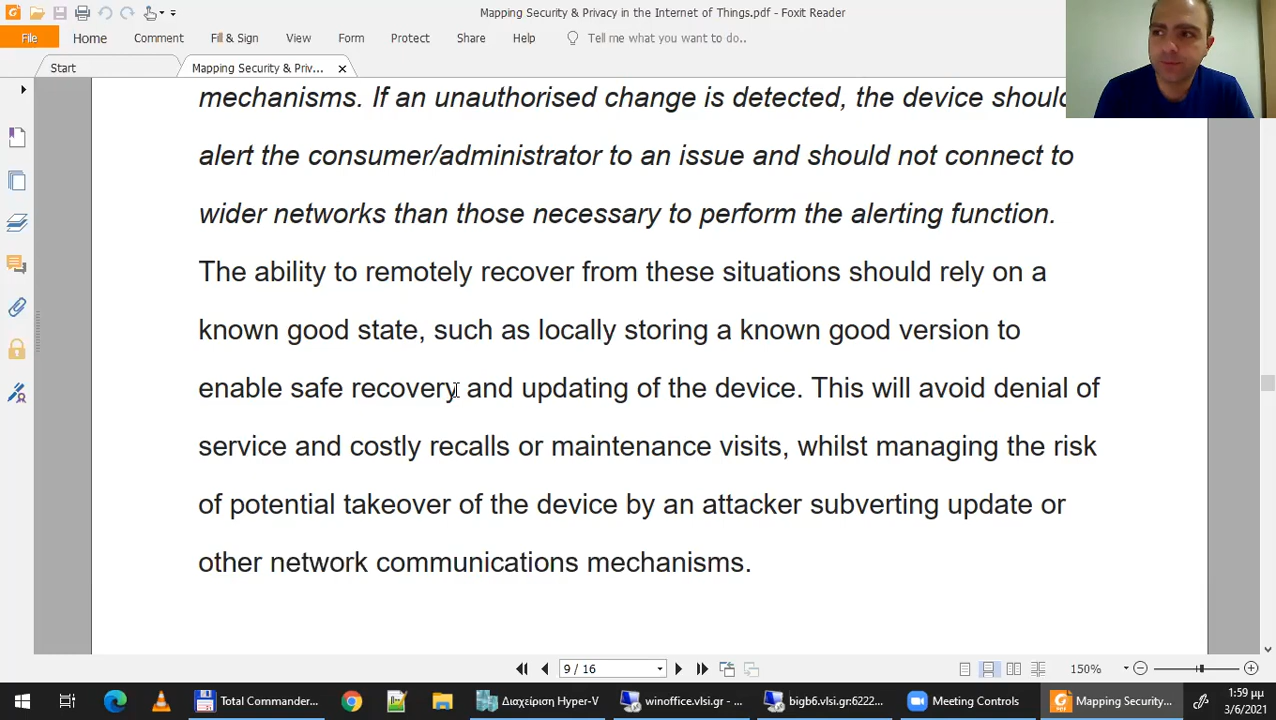 Mapping Security & Privacy in the Internet of Things.pdf - Foxit Reader
File Home Comment Fill & Sign View Form Protect Share Help Tell me what you want to do..
Start Mapping Security & Priv...
mechanisms. If an unauthorised change is detected, the device should
alert the consumer/administrator to an issue and should not connect to
wider networks than those necessary to perform the alerting function.
The ability to remotely recover from these situations should rely on a
known good state, such as locally storing a known good version to
enable safe recovery and updating of the device. This will avoid denial of
service and costly recalls or maintenance visits, whilst managing the risk
of potential takeover of the device by an attacker subverting update or
other network communications mechanisms.
9 / 16 150%
Total Commander... Διαχείριση Hyper-V winoffice.vlsi.gr - ... bigb6.vlsi.gr:6222... Meeting Controls Mapping Security... 1:59 μμ
3/6/2021